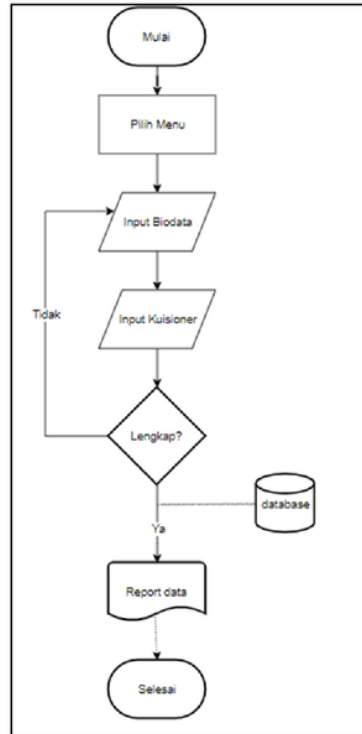 Mulai
Pilih Menu
Input Biodata
Tidak
Input Kuisioner
Lengkap?
database
Ya
Report data
Selesai